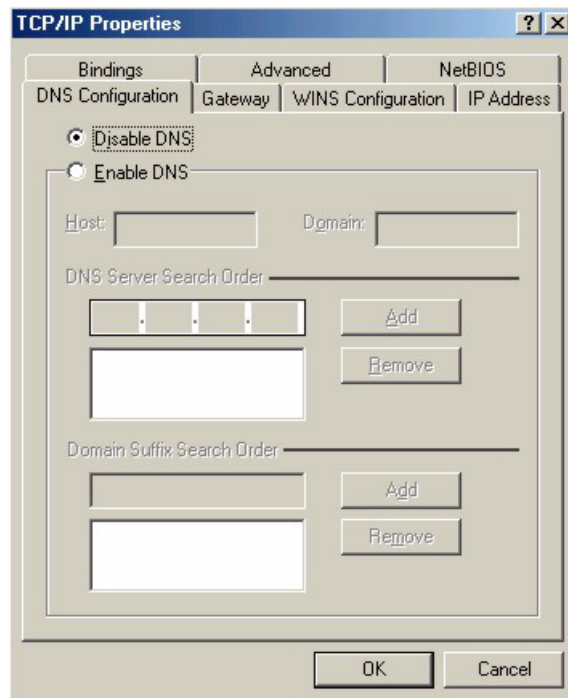 TCP/IP Properties
Bindings Advanced NetBIOS
DNS Configuration Gateway WINS Configuration IP Address
Disable DNS
Enable DNS
Host: Domain:
DNS Server Search Order
Add
Remove
Domain Suffix Search Order
Add
Remove
OK Cancel